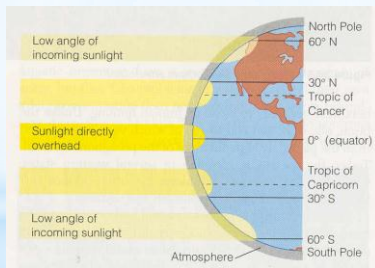 North Pole
60° N
Low angle of
incoming sunlight
30° N
Tropic of
Cancer
Sunlight directly
overhead
0° (equator)
Tropic of
Capricorn
30° S
Low angle of
incoming sunlight
60° S
South Pole
Atmosphere